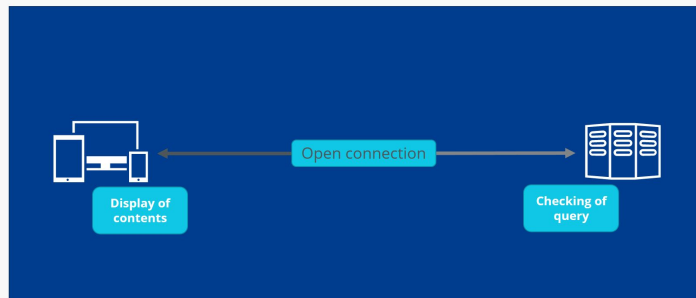 Open connection
Display of
contents
Checking of
query